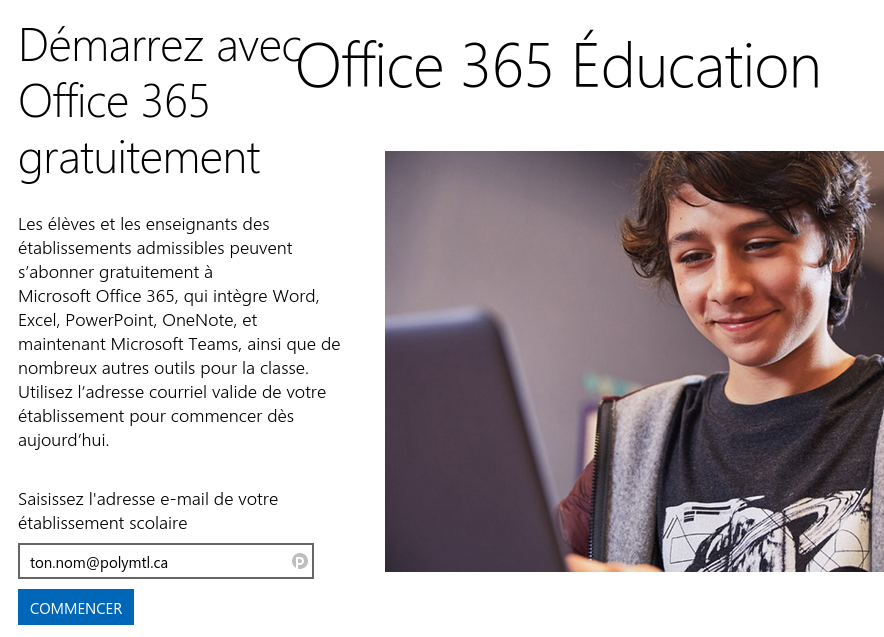 Démarrez avec
Office 365
gratuitement
Office 365 Éducation
Les élèves et les enseignants des
établissements admissibles peuvent
s’abonner gratuitement à
Microsoft Office 365, qui intègre Word,
Excel, PowerPoint, OneNote, et
maintenant Microsoft Teams, ainsi que de
nombreux autres outils pour la classe.
Utilisez l’adresse courriel valide de votre
établissement pour commencer dès
aujourd’hui.
Saisissez l'adresse e-mail de votre
établissement scolaire
ton.nom@polymtl.ca
COMMENCER